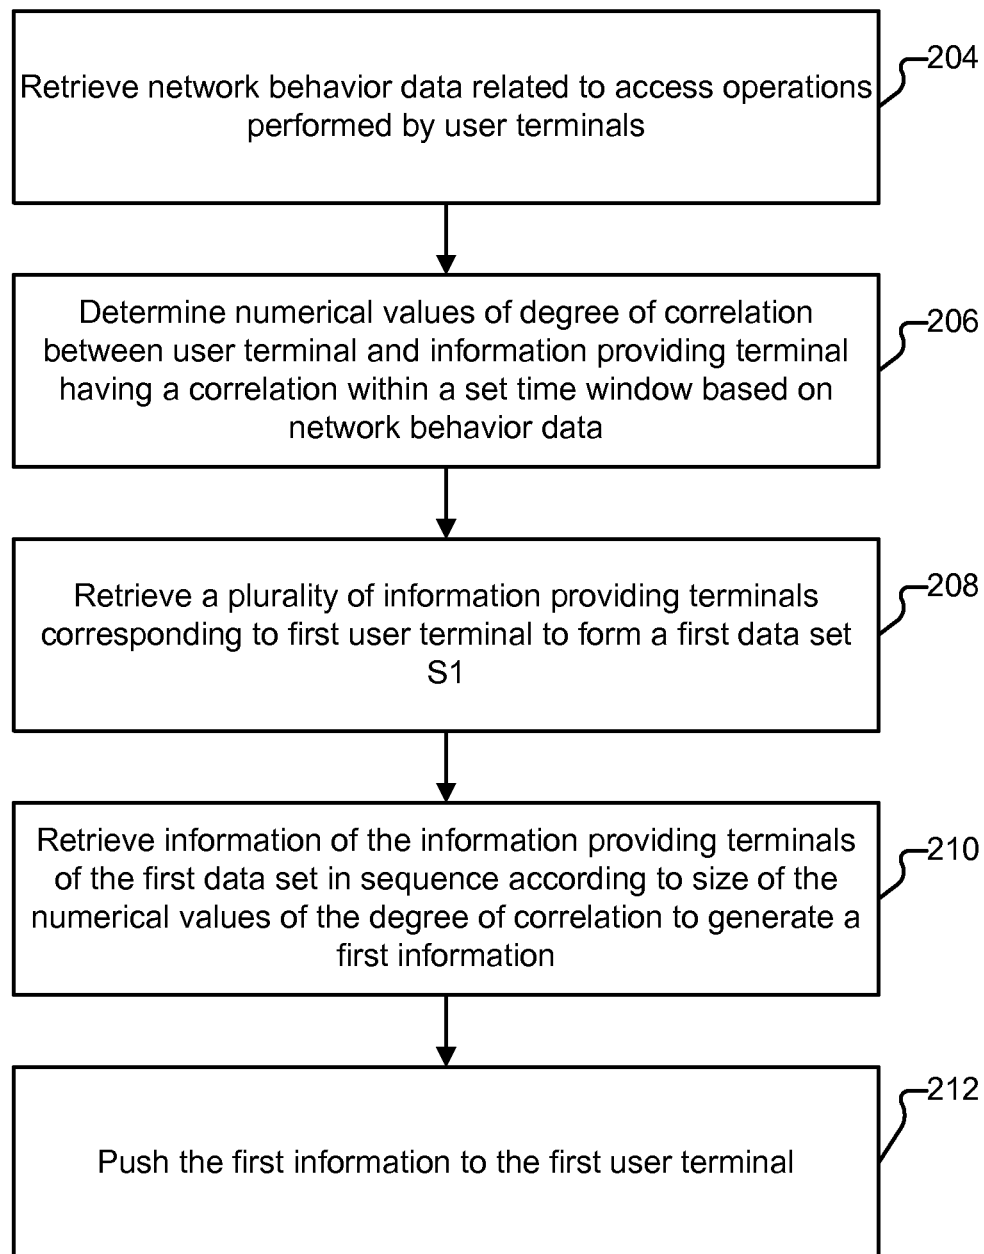 Retrieve network behavior data related to access operations
performed by user terminals
204
Determine numerical values of degree of correlation
between user terminal and information providing terminal
having a correlation within a set time window based on
network behavior data
206
Retrieve a plurality of information providing terminals
corresponding to first user terminal to form a first data set
S1
208
Retrieve information of the information providing terminals
of the first data set in sequence according to size of the
numerical values of the degree of correlation to generate a
first information
210
Push the first information to the first user terminal
212